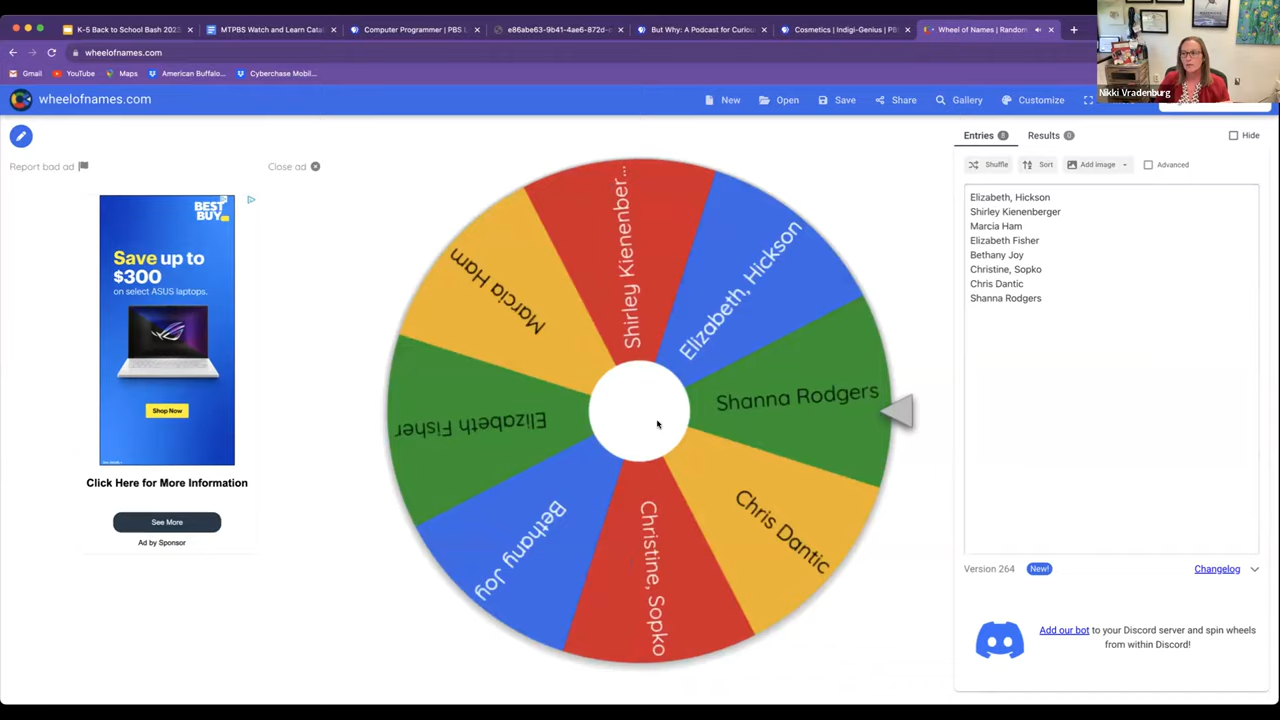 K-5 Back to School Bash 2023
MTPBS Watch and Learn Cata
Computer Programmer | PBS L
e86abe63-9b41-4ae6-872d-
But Why: A Podcast for Curiou
Cosmetics | Indigi-Genius | PBS
Wheel of Names | Random
wheelofnames.com
Gmail
YouTube
Maps
American Buffalo...
Cyberchase Mobil...
Nikki Vradenburg
wheelofnames.com
New
Open
Save
Share
Gallery
Customize
Report bad ad
Close ad
BEST
BUY
Save up to
$300
on select ASUS laptops.
Shop Now
Click Here for More Information
See More
Ad by Sponsor
Shirley Kienenber...
Elizabeth, Hickson
Shanna Rodgers
Chris Dantic
Christine, Sopko
Bethany Joy
Elizabeth Fisher
Marcia Ham
Entries 8
Results 0
Hide
Shuffle
Sort
Add image
Advanced
Elizabeth, Hickson
Shirley Kienenberger
Marcia Ham
Elizabeth Fisher
Bethany Joy
Christine, Sopko
Chris Dantic
Shanna Rodgers
Version 264
New!
Changelog
Add our bot to your Discord server and spin wheels
from within Discord!